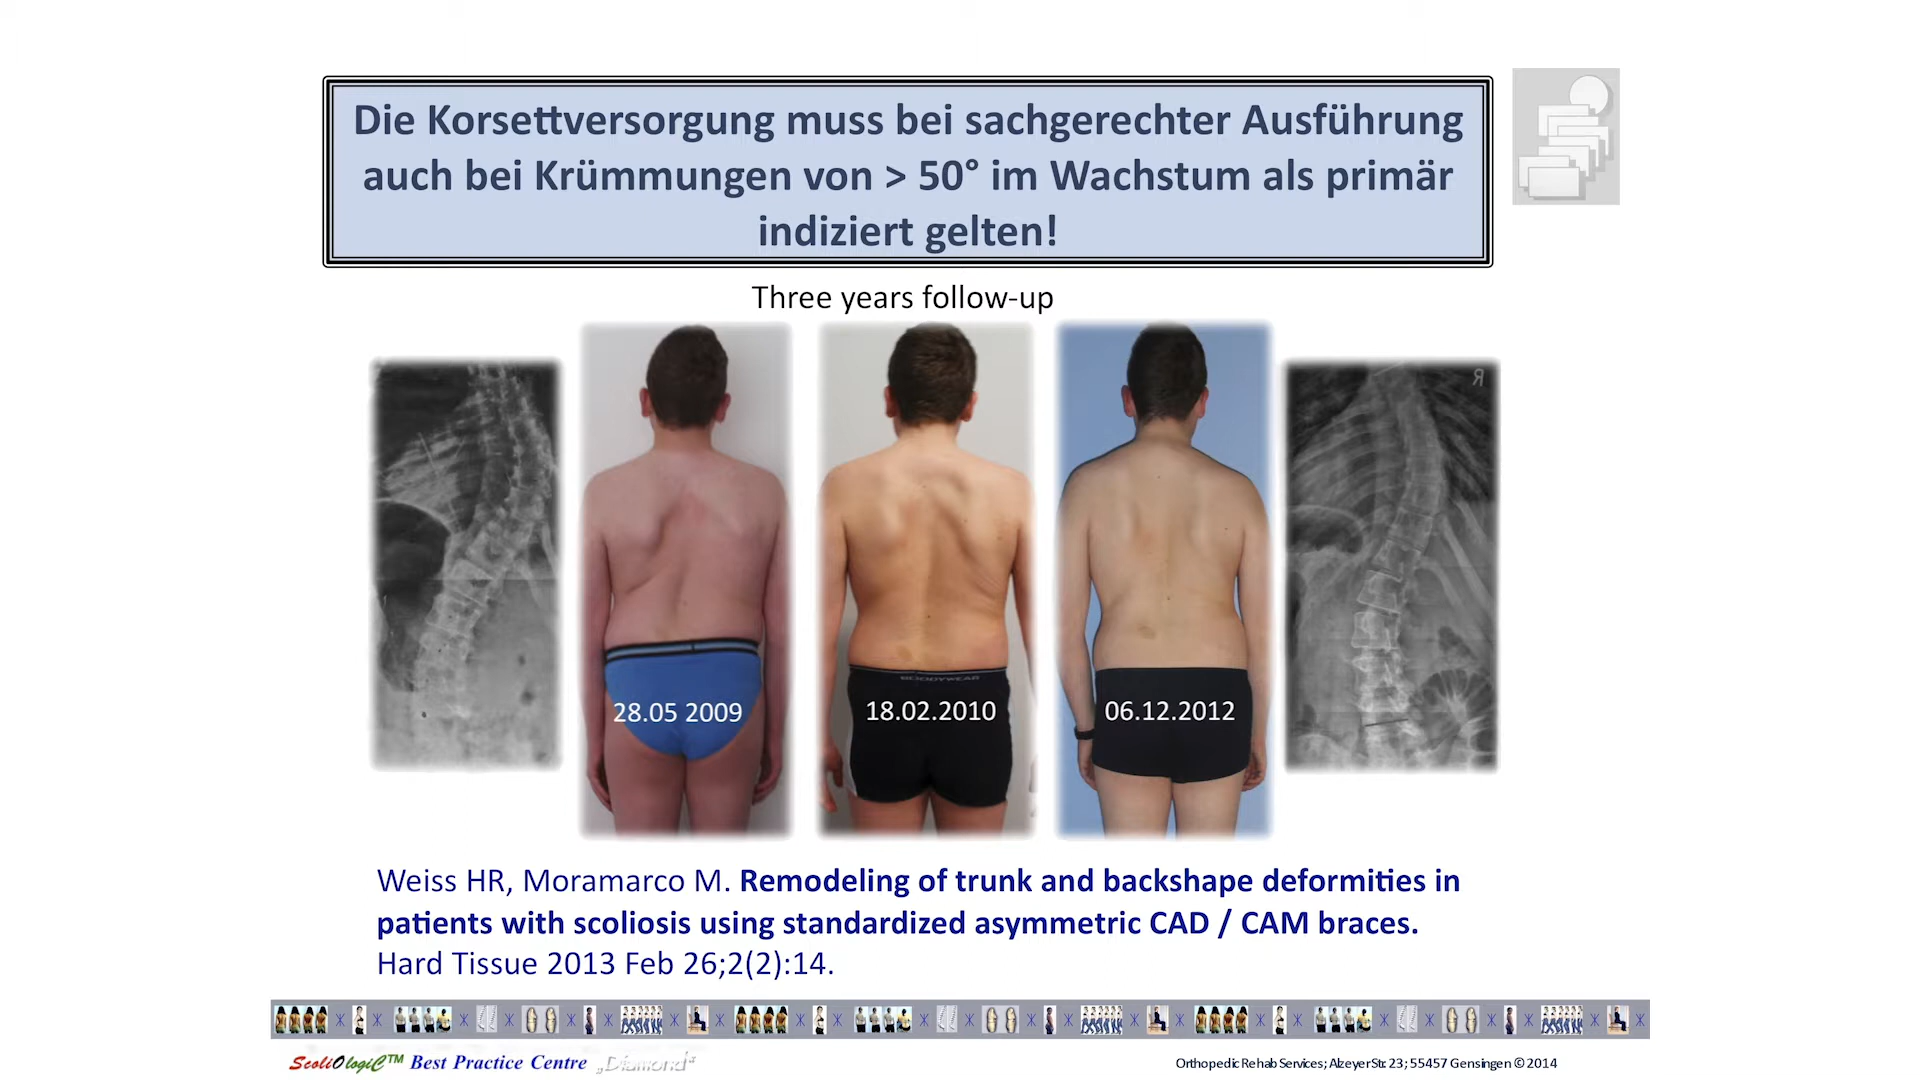 Die Korsettversorgung muss bei sachgerechter Ausführung
auch bei Krümmungen von > 50° im Wachstum als primär
indiziert gelten!
Three years follow-up
R
28.05 2009
18.02.2010
06.12.2012
Weiss HR, Moramarco M. Remodeling of trunk and backshape deformities in
patients with scoliosis using standardized asymmetric CAD / CAM braces.
Hard Tissue 2013 Feb 26;2(2):14.
ScoliOlogiC™ Best Practice Centre „Diamond“
Orthopedic Rehab Services; Alzeyer Str. 23; 55457 Gensingen © 2014